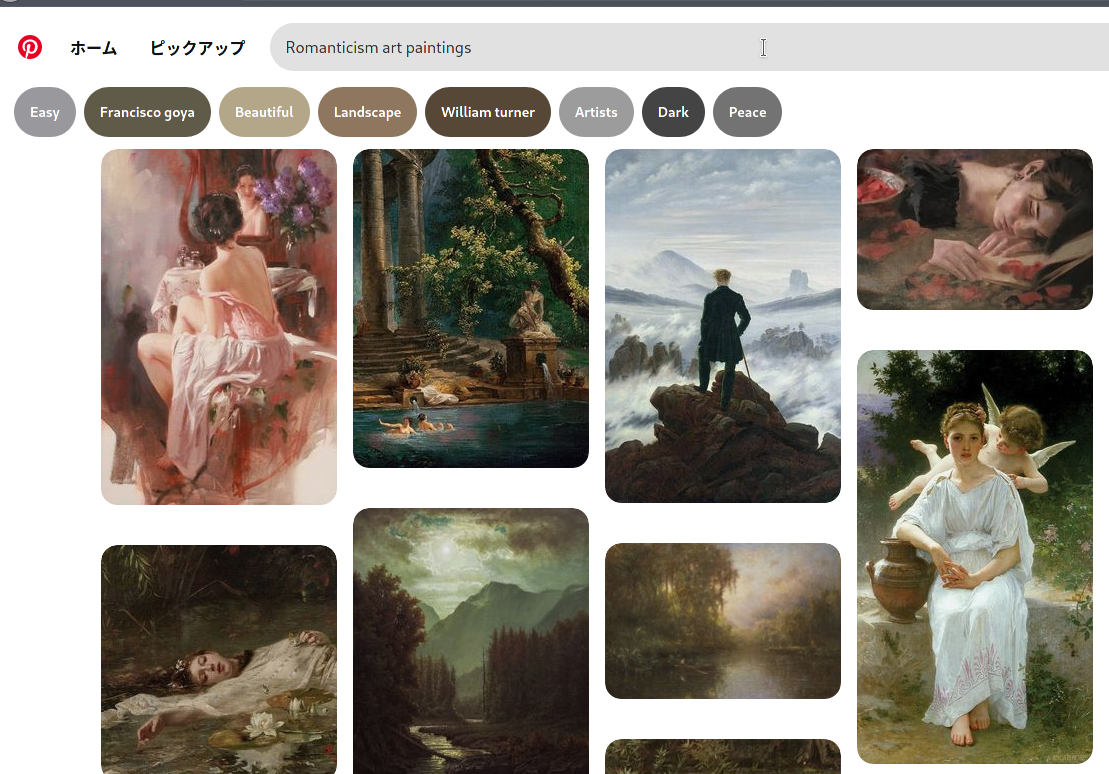 ホーム ピックアップ Romanticism art paintings
Easy Francisco goya Beautiful Landscape William turner Artists Dark Peace